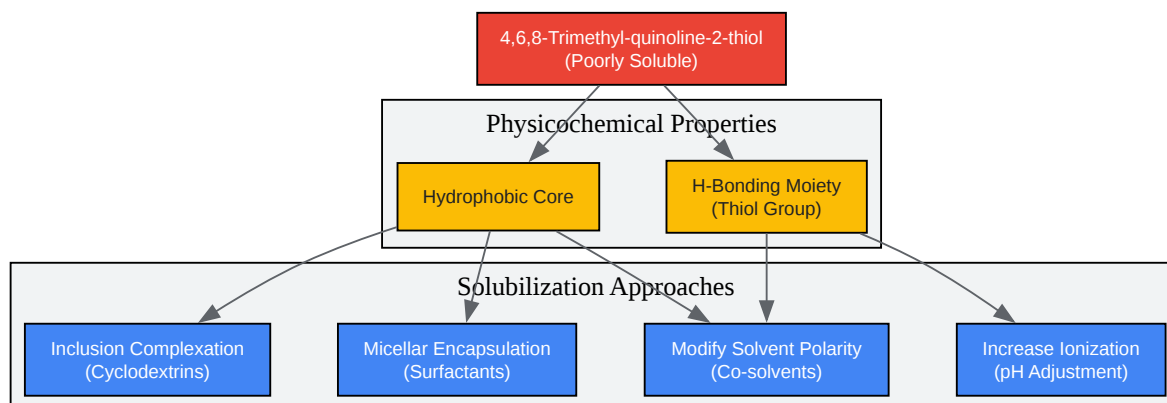 4,6,8-Trimethyl-quinoline-2-thiol
(Poorly Soluble)
Physicochemical Properties
Hydrophobic Core
H-Bonding Moiety
(Thiol Group)
Solubilization Approaches
Inclusion Complexation
(Cyclodextrins)
Micellar Encapsulation
(Surfactants)
Modify Solvent Polarity
(Co-solvents)
Increase Ionization
(pH Adjustment)